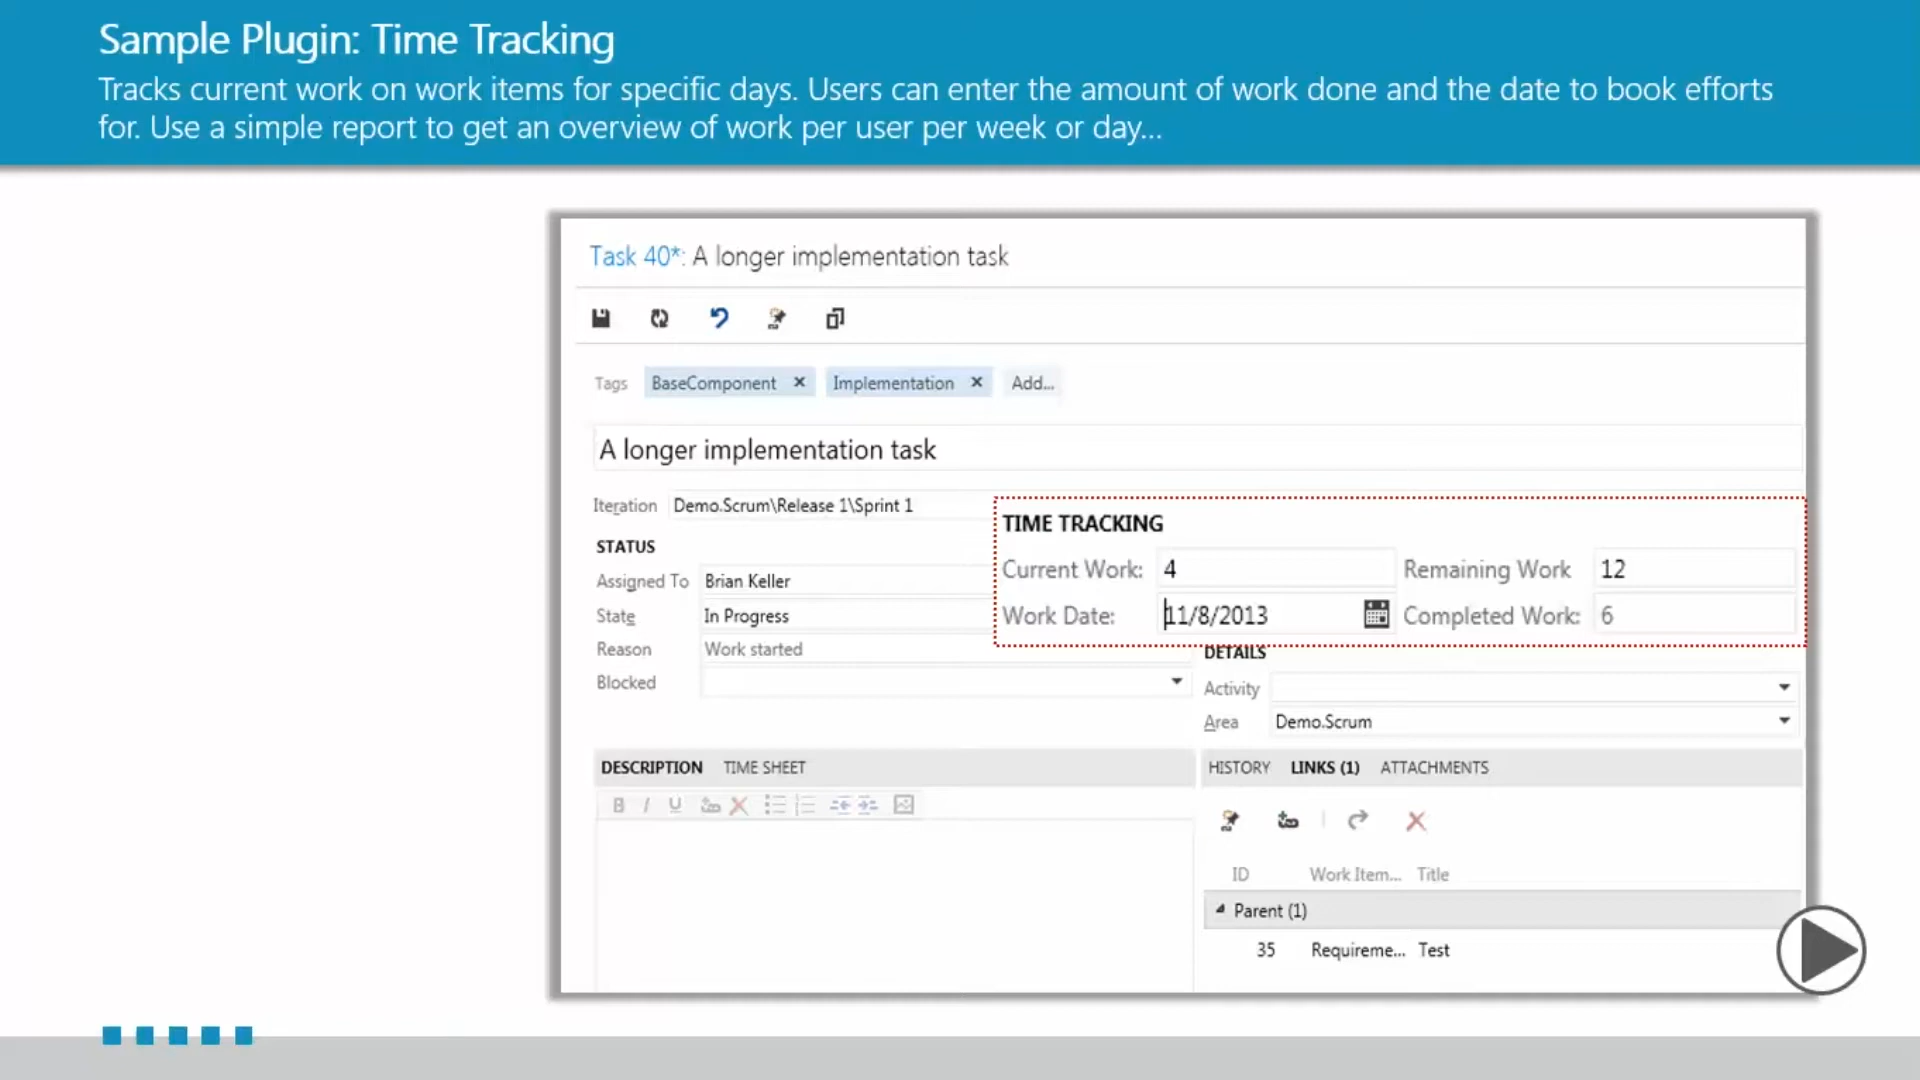 Sample Plugin: Time Tracking
Tracks current work on work items for specific days. Users can enter the amount of work done and the date to book efforts
for. Use a simple report to get an overview of work per user per week or day...
Task 40*: A longer implementation task
Tags BaseComponent × Implementation × Add...
A longer implementation task
Iteration Demo.Scrum\Release 1\Sprint 1
STATUS
Assigned To Brian Keller
State In Progress
Reason Work started
Blocked
TIME TRACKING
Current Work: 4 Remaining Work 12
Work Date: 11/8/2013 Completed Work: 6
DETAILS
Activity
Area Demo.Scrum
DESCRIPTION TIME SHEET
B I U
HISTORY LINKS (1) ATTACHMENTS
ID Work Item... Title
Parent (1)
35 Requireme... Test